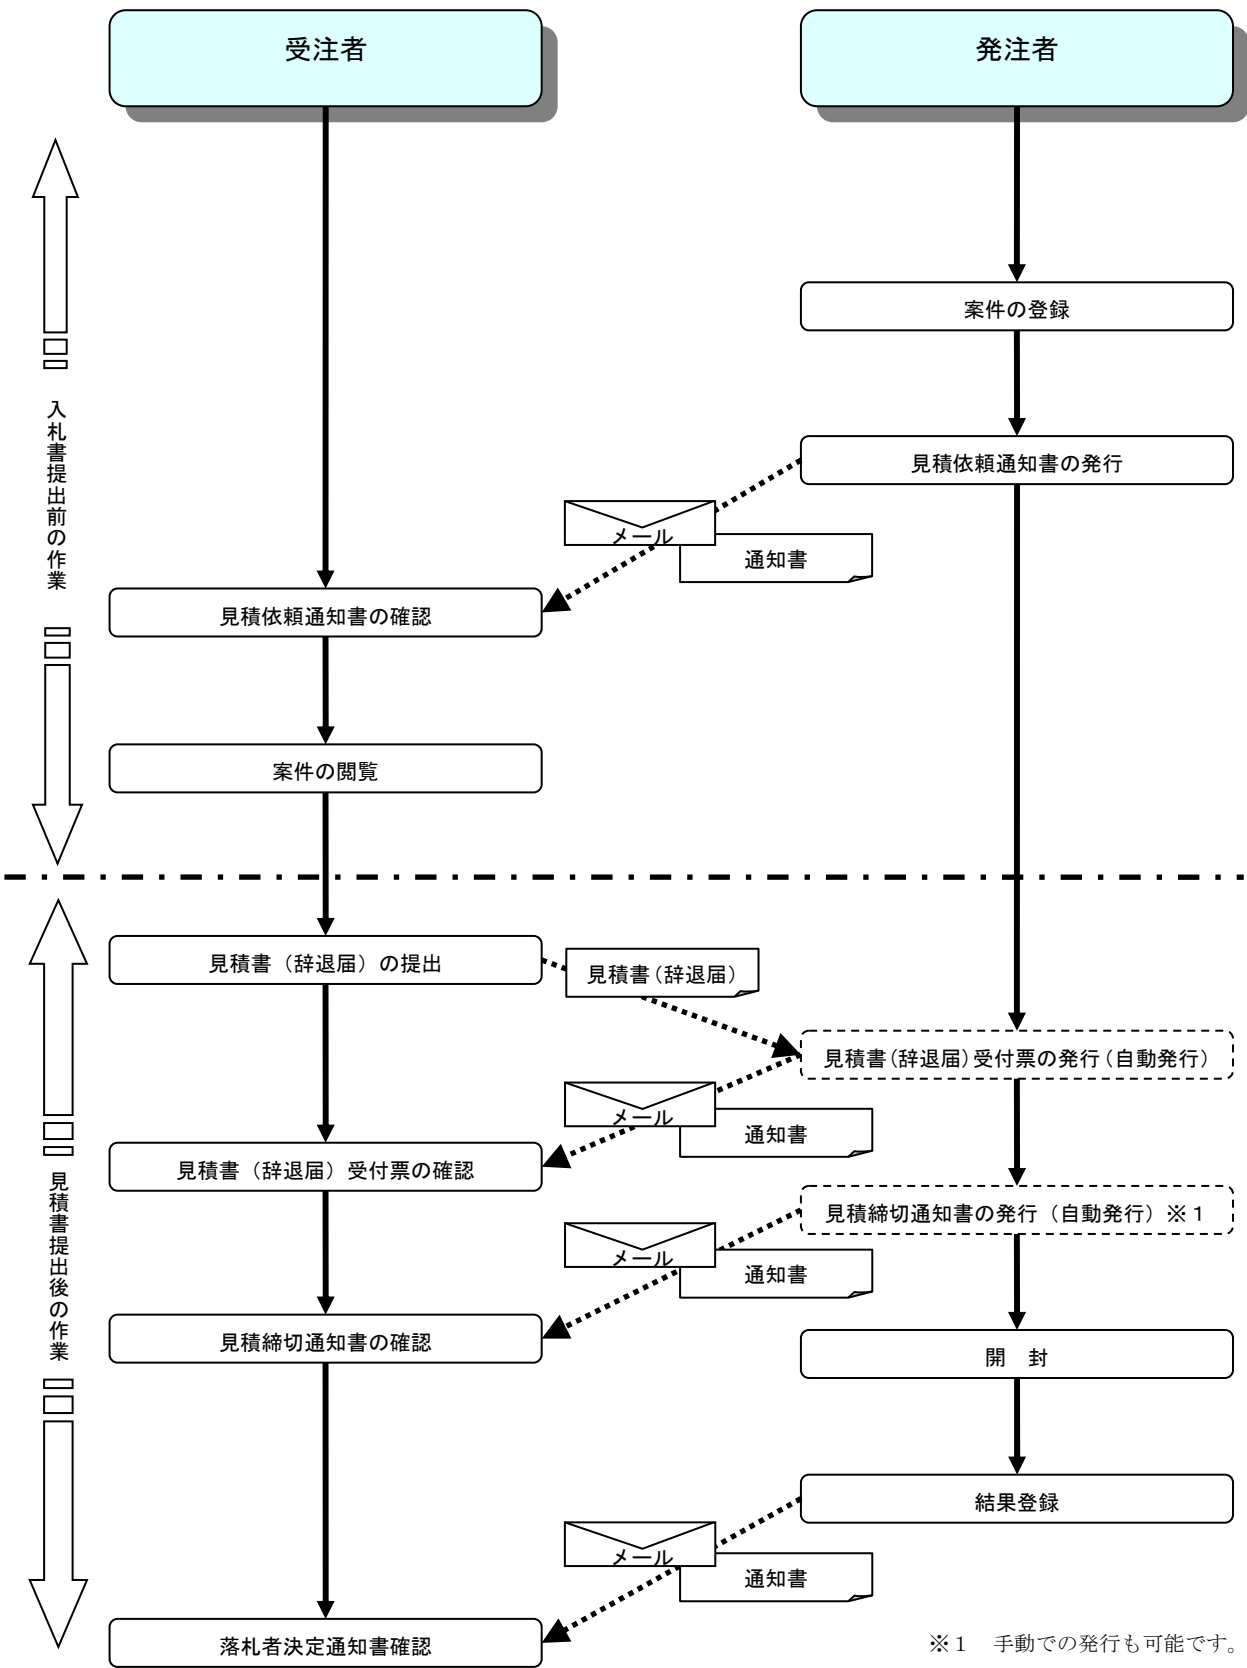 受注者
発注者
案件の登録
見積依頼通知書の発行
メール
通知書
見積依頼通知書の確認
案件の閲覧
入札書提出前の作業
見積書（辞退届）の提出
見積書（辞退届）
見積書（辞退届）受付票の発行（自動発行）
メール
通知書
見積書（辞退届）受付票の確認
見積締切通知書の発行（自動発行）※１
メール
通知書
見積締切通知書の確認
開　封
結果登録
メール
通知書
落札者決定通知書確認
見積書提出後の作業
※１　手動での発行も可能です。